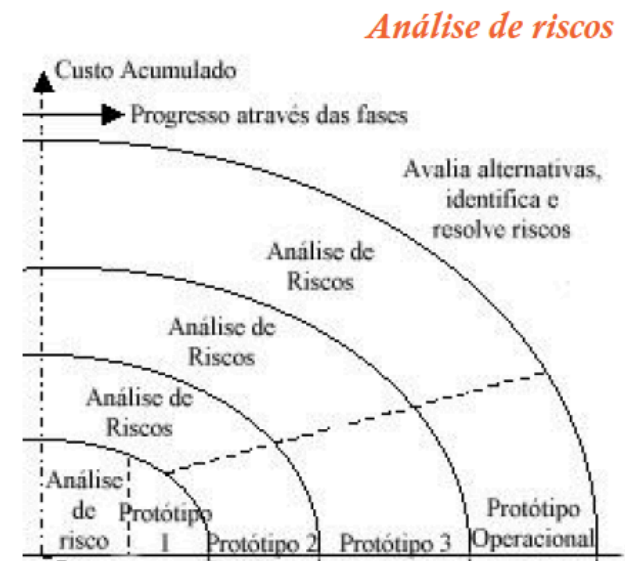 Análise de riscos
Custo Acumulado
Progresso através das fases
Avalia alternativas,
identifica e
resolve riscos
Análise de
Riscos
Análise de
Riscos
Análise de
Riscos
Análise
de
risco
Protótipo
1
Protótipo 2
Protótipo 3
Protótipo
Operacional